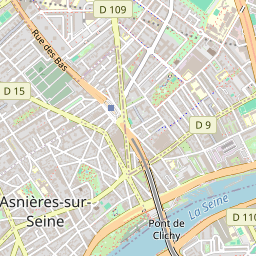 D 109
Rue des Bas
D 15
D 9
Asnières-sur-
Seine
La Seine
D 110
Pont de
Clichy